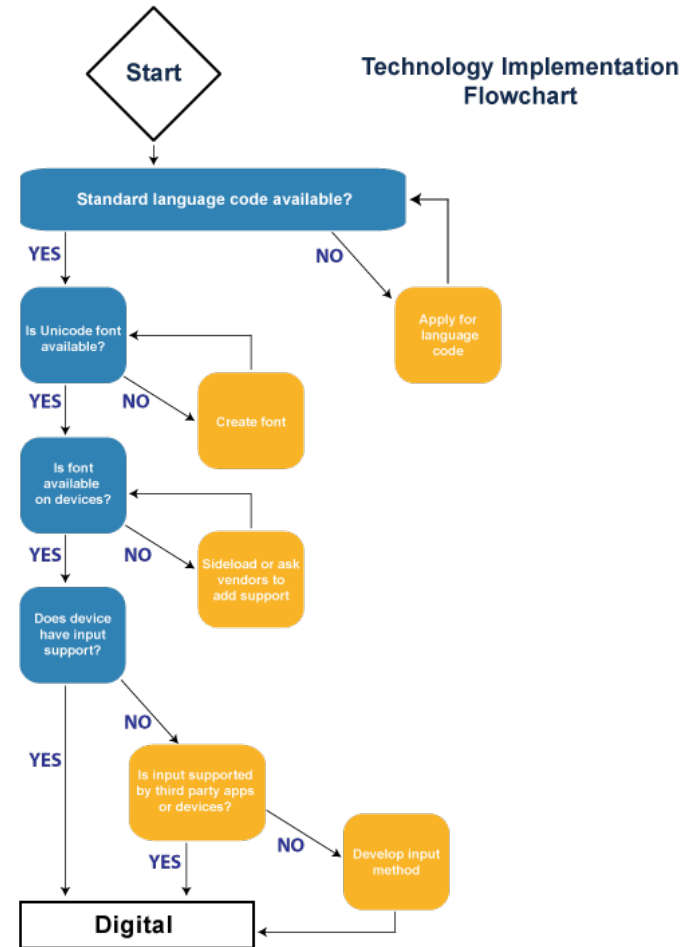 Start
Technology Implementation
Flowchart
Standard language code available?
YES
NO
Is Unicode font
available?
Apply for
language
code
YES
NO
Create font
Is font
available
on devices?
YES
NO
Sideload or ask
vendors to
add support
Does device
have input
support?
NO
YES
Is input supported
by third party apps
or devices?
NO
YES
Develop input
method
Digital